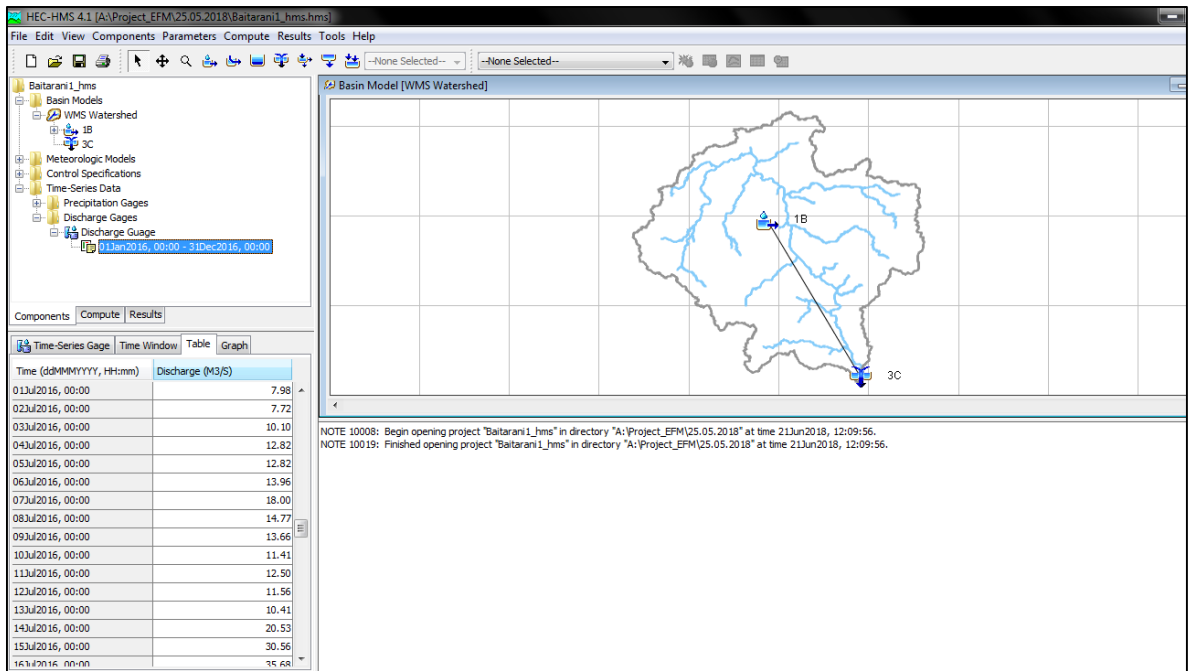 HEC-HMS 4.1 [A:\Project_EFM\25.05.2018\Baitarani1_hms.hms]
File Edit View Components Parameters Compute Results Tools Help
--None Selected-- --None Selected--
Baitarani1_hms
Basin Models
WMS Watershed
1B
3C
Meteorologic Models
Control Specifications
Time-Series Data
Precipitation Gages
Discharge Gages
Discharge Guage
01Jan2016, 00:00 - 31Dec2016, 00:00
Components Compute Results
Time-Series Gage Time Window Table Graph
Time (ddMMMYYYY, HH:mm) Discharge (M3/S)
01Jul2016, 00:00 7.98
02Jul2016, 00:00 7.72
03Jul2016, 00:00 10.10
04Jul2016, 00:00 12.82
05Jul2016, 00:00 12.82
06Jul2016, 00:00 13.96
07Jul2016, 00:00 18.00
08Jul2016, 00:00 14.77
09Jul2016, 00:00 13.66
10Jul2016, 00:00 11.41
11Jul2016, 00:00 12.50
12Jul2016, 00:00 11.56
13Jul2016, 00:00 10.41
14Jul2016, 00:00 20.53
15Jul2016, 00:00 30.56
16Jul2016, 00:00 35.68
Basin Model [WMS Watershed]
1B
3C
NOTE 10008: Begin opening project "Baitarani1_hms" in directory "A:\Project_EFM\25.05.2018" at time 21Jun2018, 12:09:56.
NOTE 10019: Finished opening project "Baitarani1_hms" in directory "A:\Project_EFM\25.05.2018" at time 21Jun2018, 12:09:56.